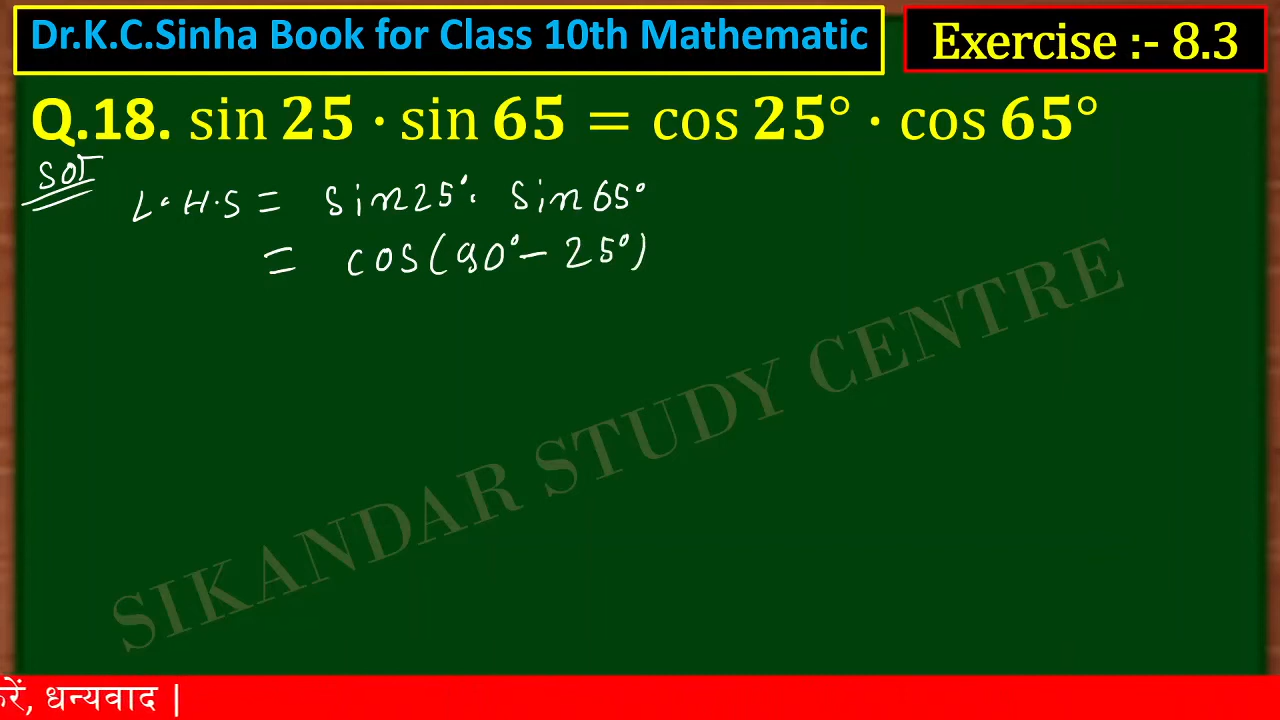 Dr.K.C.Sinha Book for Class 10th Mathematic
Exercise :- 8.3
Q.18. sin 25 · sin 65 = cos 25° · cos 65°
Sol
L.H.S = sin25°. sin65°
= cos(90°- 25°)
SIKANDAR STUDY CENTRE
रें, धन्यवाद |